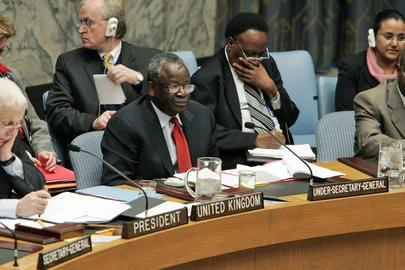 SECRETARY-GENERAL
PRESIDENT
UNITED KINGDOM
UNDER-SECRETARY-GENERAL